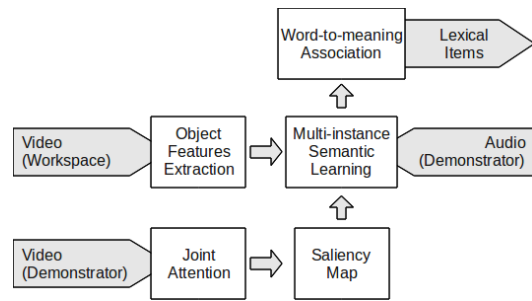 Word-to-meaning
Association
Lexical
Items
Video
(Workspace)
Object
Features
Extraction
Multi-instance
Semantic
Learning
Audio
(Demonstrator)
Video
(Demonstrator)
Joint
Attention
Saliency
Map